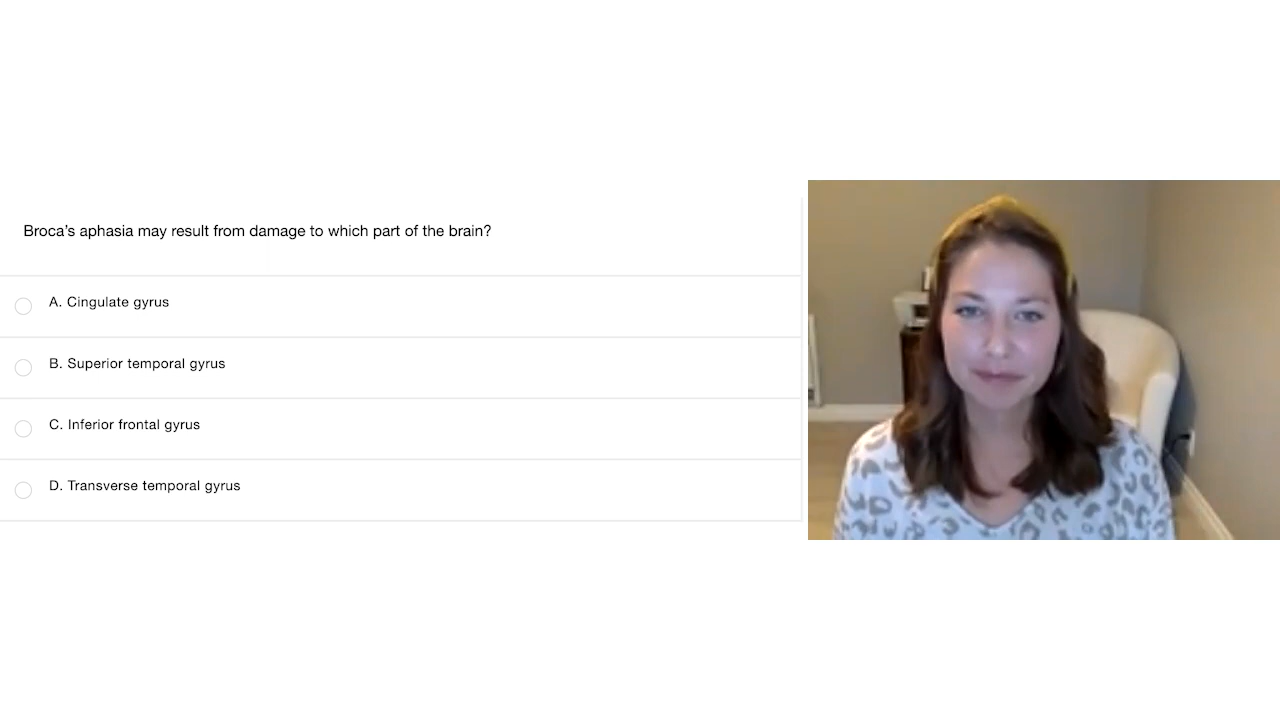 Broca's aphasia may result from damage to which part of the brain?
A. Cingulate gyrus
B. Superior temporal gyrus
C. Inferior frontal gyrus
D. Transverse temporal gyrus